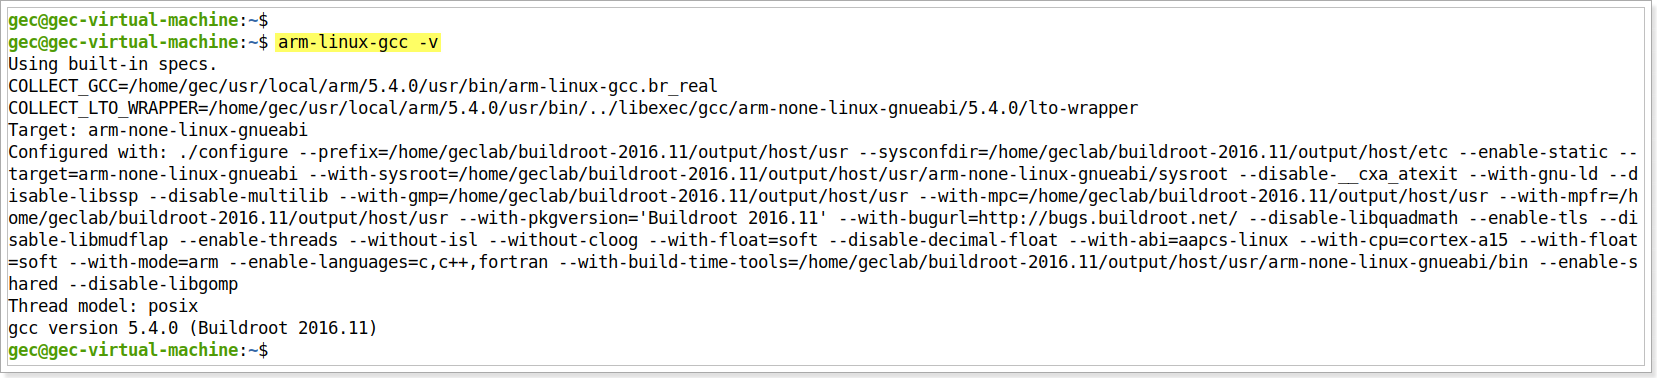 gec@gec-virtual-machine:~$
gec@gec-virtual-machine:~$ arm-linux-gcc -v
Using built-in specs.
COLLECT_GCC=/home/gec/usr/local/arm/5.4.0/usr/bin/arm-linux-gcc.br_real
COLLECT_LTO_WRAPPER=/home/gec/usr/local/arm/5.4.0/usr/bin/../libexec/gcc/arm-none-linux-gnueabi/5.4.0/lto-wrapper
Target: arm-none-linux-gnueabi
Configured with: ./configure --prefix=/home/geclab/buildroot-2016.11/output/host/usr --sysconfdir=/home/geclab/buildroot-2016.11/output/host/etc --enable-static --
target=arm-none-linux-gnueabi --with-sysroot=/home/geclab/buildroot-2016.11/output/host/usr/arm-none-linux-gnueabi/sysroot --disable-__cxa_atexit --with-gnu-ld --d
isable-libssp --disable-multilib --with-gmp=/home/geclab/buildroot-2016.11/output/host/usr --with-mpc=/home/geclab/buildroot-2016.11/output/host/usr --with-mpfr=/h
ome/geclab/buildroot-2016.11/output/host/usr --with-pkgversion='Buildroot 2016.11' --with-bugurl=http://bugs.buildroot.net/ --disable-libquadmath --enable-tls --di
sable-libmudflap --enable-threads --without-isl --without-cloog --with-float=soft --disable-decimal-float --with-abi=aapcs-linux --with-cpu=cortex-a15 --with-float
=soft --with-mode=arm --enable-languages=c,c++,fortran --with-build-time-tools=/home/geclab/buildroot-2016.11/output/host/usr/arm-none-linux-gnueabi/bin --enable-s
hared --disable-libgomp
Thread model: posix
gcc version 5.4.0 (Buildroot 2016.11)
gec@gec-virtual-machine:~$